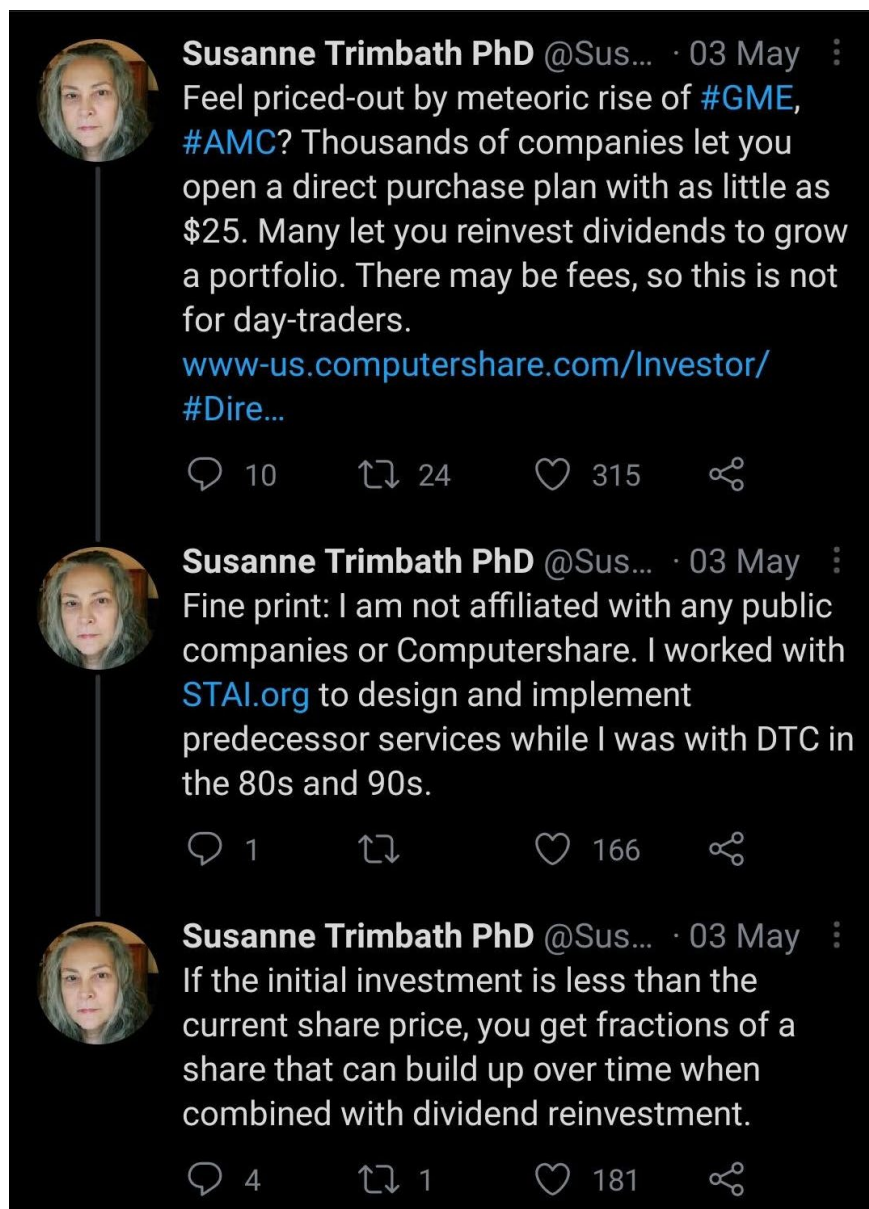 Susanne Trimbath PhD @Sus... · 03 May
Feel priced-out by meteoric rise of #GME,
#AMC? Thousands of companies let you
open a direct purchase plan with as little as
$25. Many let you reinvest dividends to grow
a portfolio. There may be fees, so this is not
for day-traders.
www-us.computershare.com/Investor/
#Dire...
10 24 315
Susanne Trimbath PhD @Sus... · 03 May
Fine print: I am not affiliated with any public
companies or Computershare. I worked with
STAI.org to design and implement
predecessor services while I was with DTC in
the 80s and 90s.
1 166
Susanne Trimbath PhD @Sus... · 03 May
If the initial investment is less than the
current share price, you get fractions of a
share that can build up over time when
combined with dividend reinvestment.
4 1 181